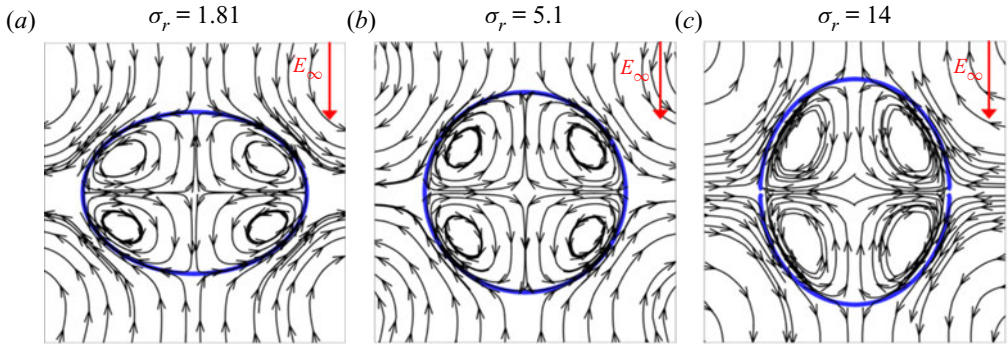 (a) σr = 1.81
(b) σr = 5.1
(c) σr = 14
E∞
E∞
E∞